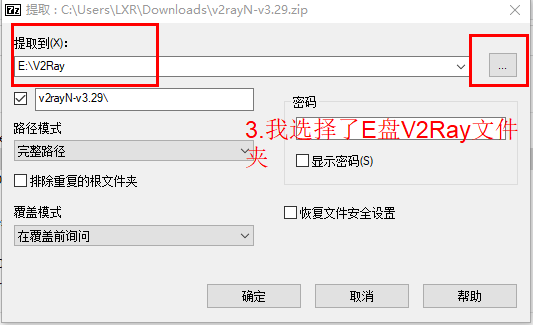 7z 提取 : C:\Users\LXR\Downloads\v2rayN-v3.29.zip
提取到(X):
E:\V2Ray
...
v2rayN-v3.29\
密码
路径模式
3.我选择了E盘V2Ray文件
夹
完整路径
显示密码(S)
排除重复的根文件夹
覆盖模式
恢复文件安全设置
在覆盖前询问
确定
取消
帮助